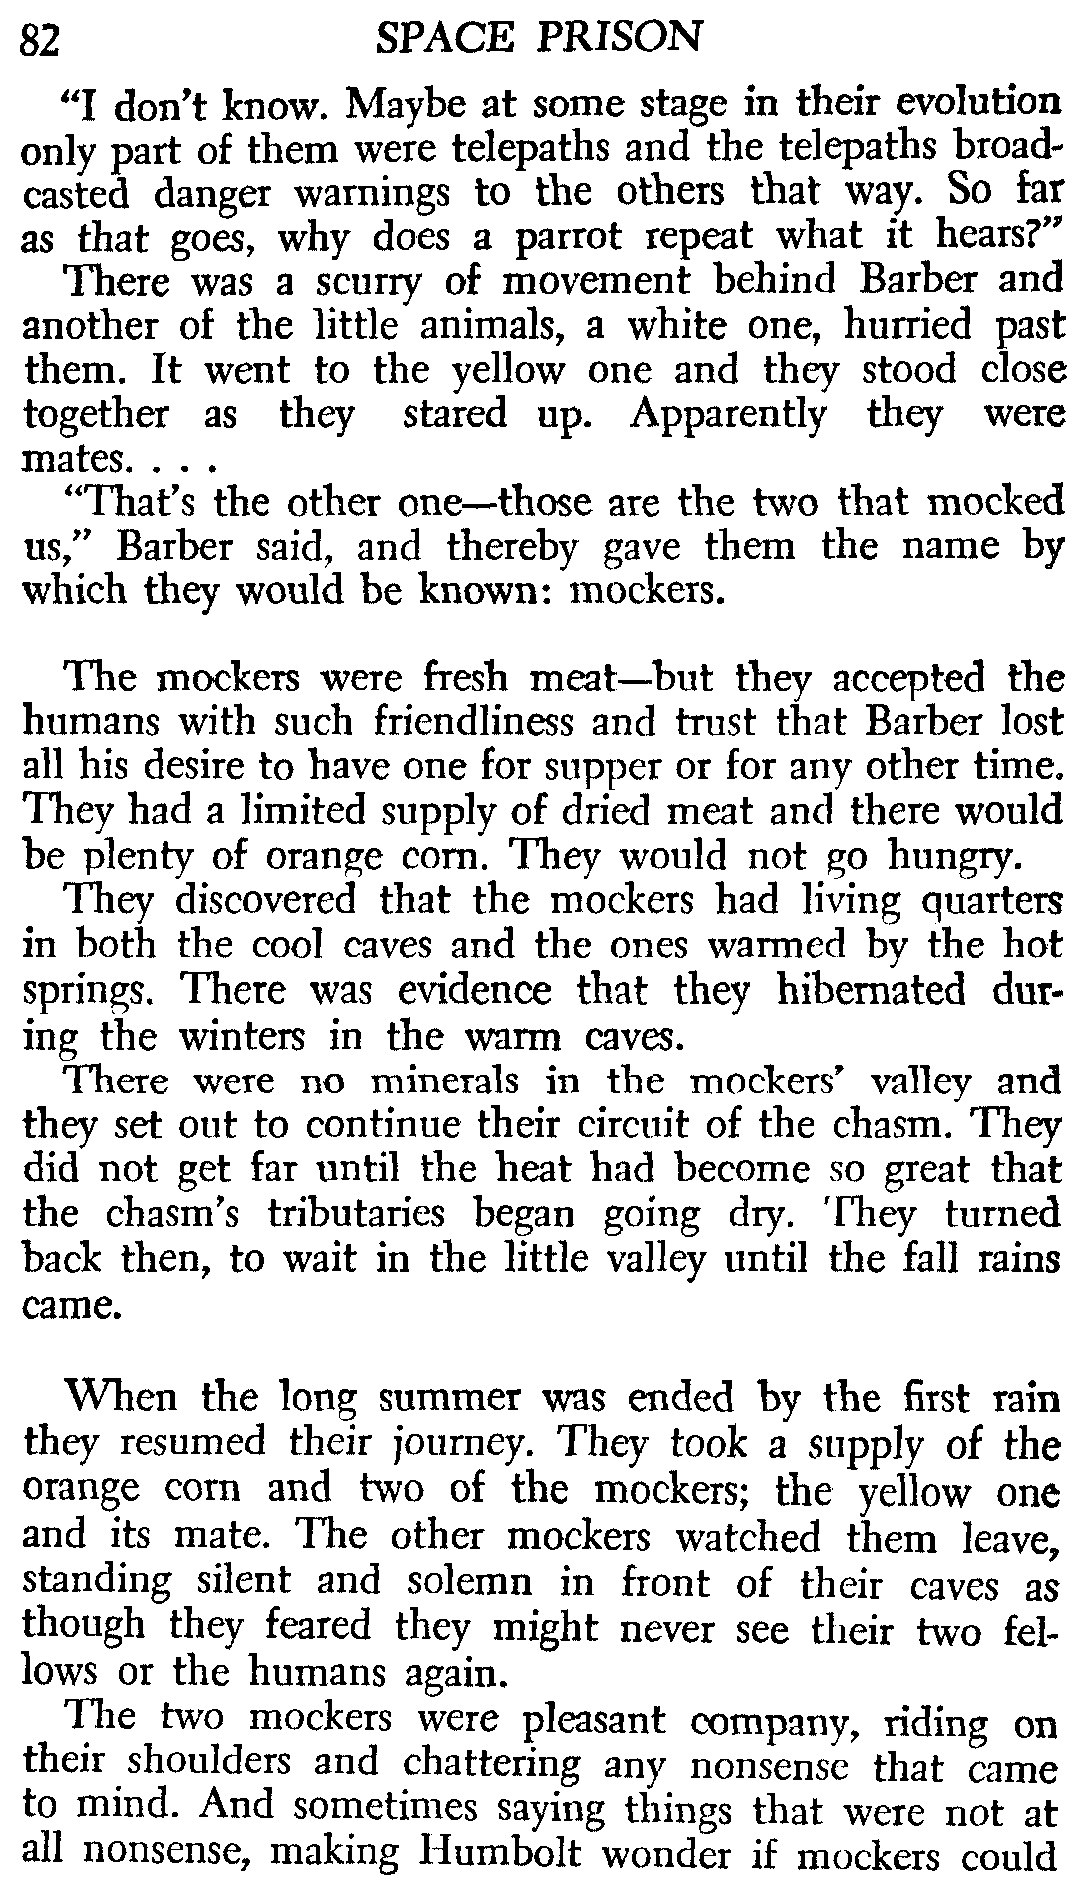 82 SPACE PRISON
“I don’t know. Maybe at some stage in their evolution
only part of them were telepaths and the telepaths broad-
casted danger warnings to the others that way. So far
as that goes, why does a parrot repeat what it hears?”
There was a scurry of movement behind Barber and
another of the little animals, a white one, hurried past
them. It went to the yellow one and they stood close
together as they stared up. Apparently they were
mates. . . .
“That’s the other one—those are the two that mocked
us,” Barber said, and thereby gave them the name by
which they would be known: mockers.
The mockers were fresh meat—but they accepted the
humans with such friendliness and trust that Barber lost
all his desire to have one for supper or for any other time.
They had a limited supply of dried meat and there would
be plenty of orange corn. They would not go hungry.
They discovered that the mockers had living quarters
in both the cool caves and the ones warmed by the hot
springs. There was evidence that they hibernated dur-
ing the winters in the warm caves.
There were no minerals in the mockers’ valley and
they set out to continue their circuit of the chasm. They
did not get far until the heat had become so great that
the chasm’s tributaries began going dry. They turned
back then, to wait in the little valley until the fall rains
came.
When the long summer was ended by the first rain
they resumed their journey. They took a supply of the
orange corn and two of the mockers; the yellow one
and its mate. The other mockers watched them leave,
standing silent and solemn in front of their caves as
though they feared they might never see their two fel-
lows or the humans again.
The two mockers were pleasant company, riding on
their shoulders and chattering any nonsense that came
to mind. And sometimes saying things that were not at
all nonsense, making Humbolt wonder if mockers could